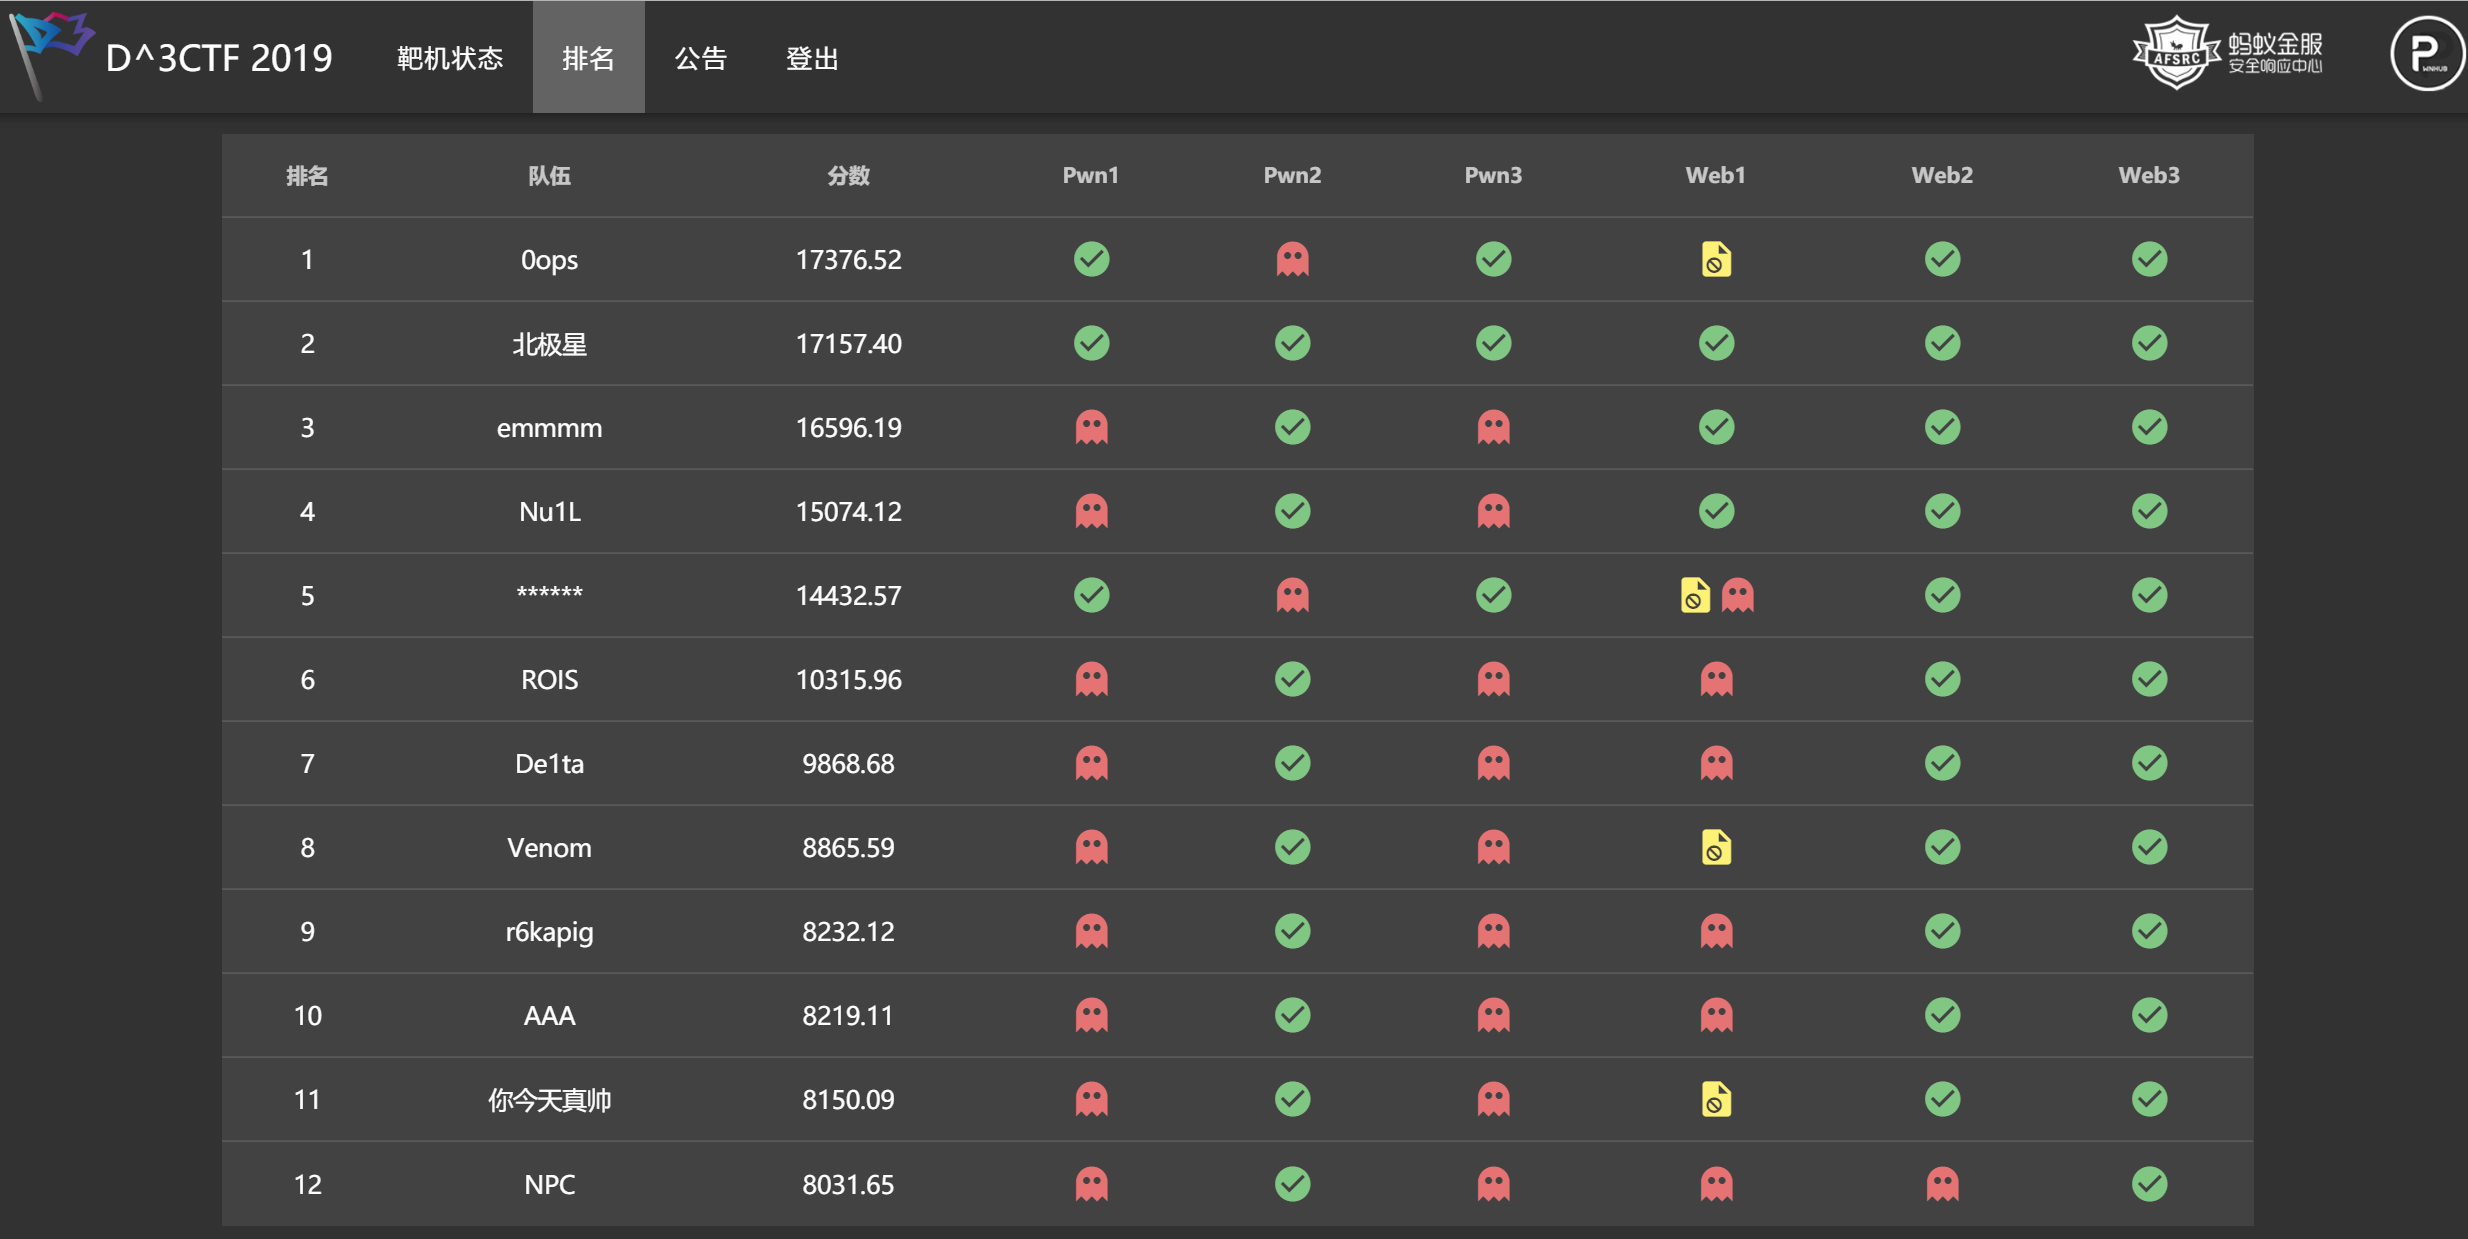 D^3CTF 2019 靶机状态 排名 公告 登出
AFSRC 蚂蚁金服
安全响应中心
P WNHUB
排名 队伍 分数 Pwn1 Pwn2 Pwn3 Web1 Web2 Web3
1 0ops 17376.52
2 北极星 17157.40
3 emmmm 16596.19
4 Nu1L 15074.12
5 ****** 14432.57
6 ROIS 10315.96
7 De1ta 9868.68
8 Venom 8865.59
9 r6kapig 8232.12
10 AAA 8219.11
11 你今天真帅 8150.09
12 NPC 8031.65